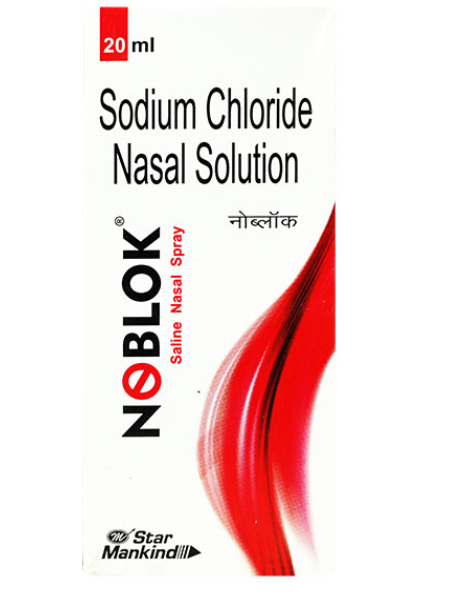 20 ml
Sodium Chloride
Nasal Solution
नोब्लॉक
NOBLOK®
Saline Nasal Spray
Star
Mankind